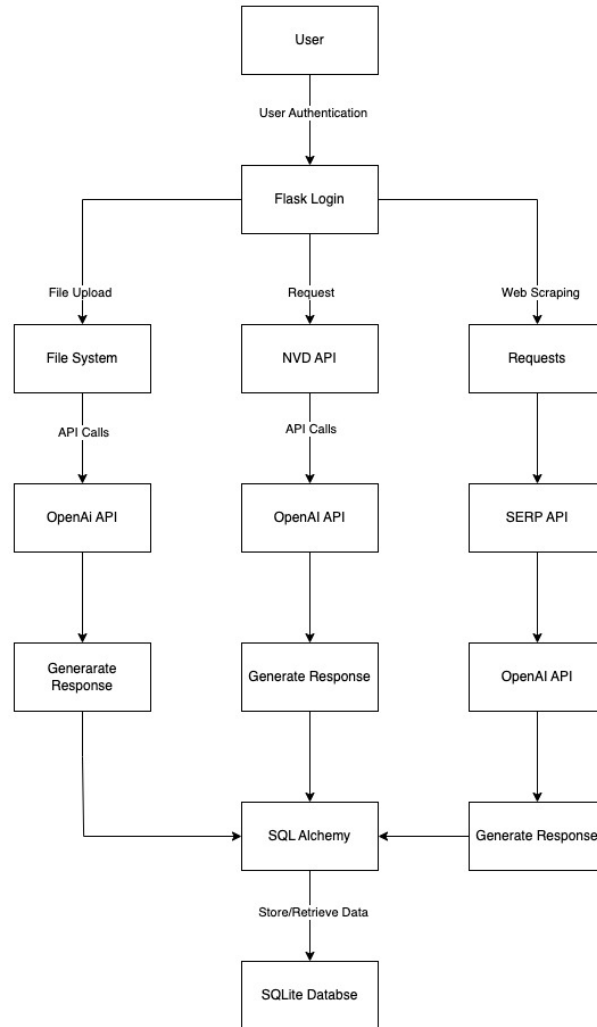 User
User Authentication
Flask Login
File Upload
Request
Web Scraping
File System
NVD API
Requests
API Calls
API Calls
OpenAi API
OpenAI API
SERP API
Generarate
Response
Generate Response
OpenAI API
SQL Alchemy
Generate Response
Store/Retrieve Data
SQLite Databse